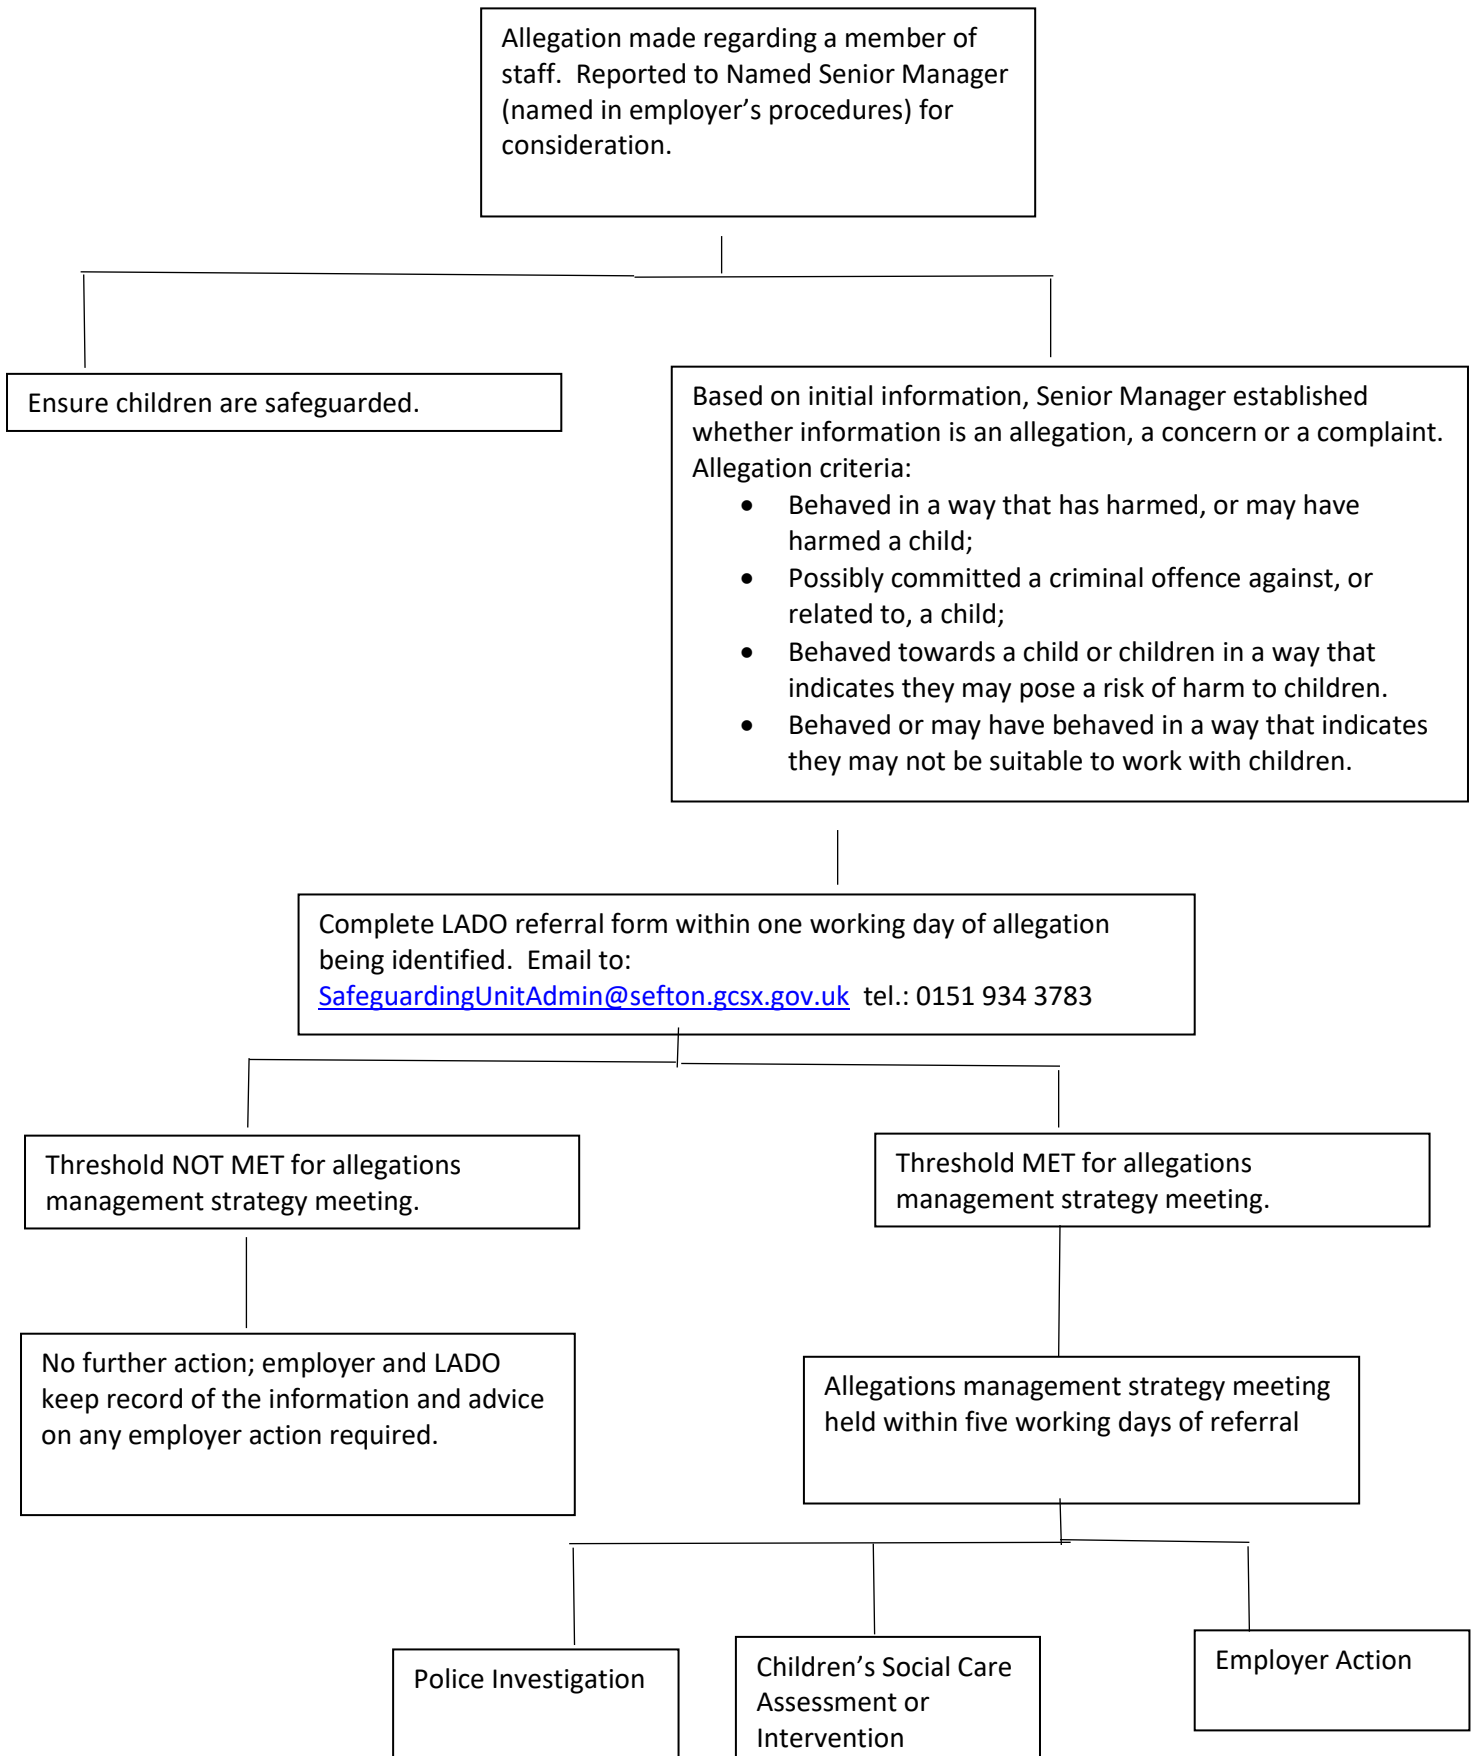 Allegation made regarding a member of
staff.  Reported to Named Senior Manager
(named in employer’s procedures) for
consideration.
Ensure children are safeguarded.
Based on initial information, Senior Manager established
whether information is an allegation, a concern or a complaint.
Allegation criteria:
• Behaved in a way that has harmed, or may have
harmed a child;
• Possibly committed a criminal offence against, or
related to, a child;
• Behaved towards a child or children in a way that
indicates they may pose a risk of harm to children.
• Behaved or may have behaved in a way that indicates
they may not be suitable to work with children.
Complete LADO referral form within one working day of allegation
being identified.  Email to:
SafeguardingUnitAdmin@sefton.gcsx.gov.uk  tel.: 0151 934 3783
Threshold NOT MET for allegations
management strategy meeting.
Threshold MET for allegations
management strategy meeting.
No further action; employer and LADO
keep record of the information and advice
on any employer action required.
Allegations management strategy meeting
held within five working days of referral
Police Investigation
Children’s Social Care
Assessment or
Intervention
Employer Action